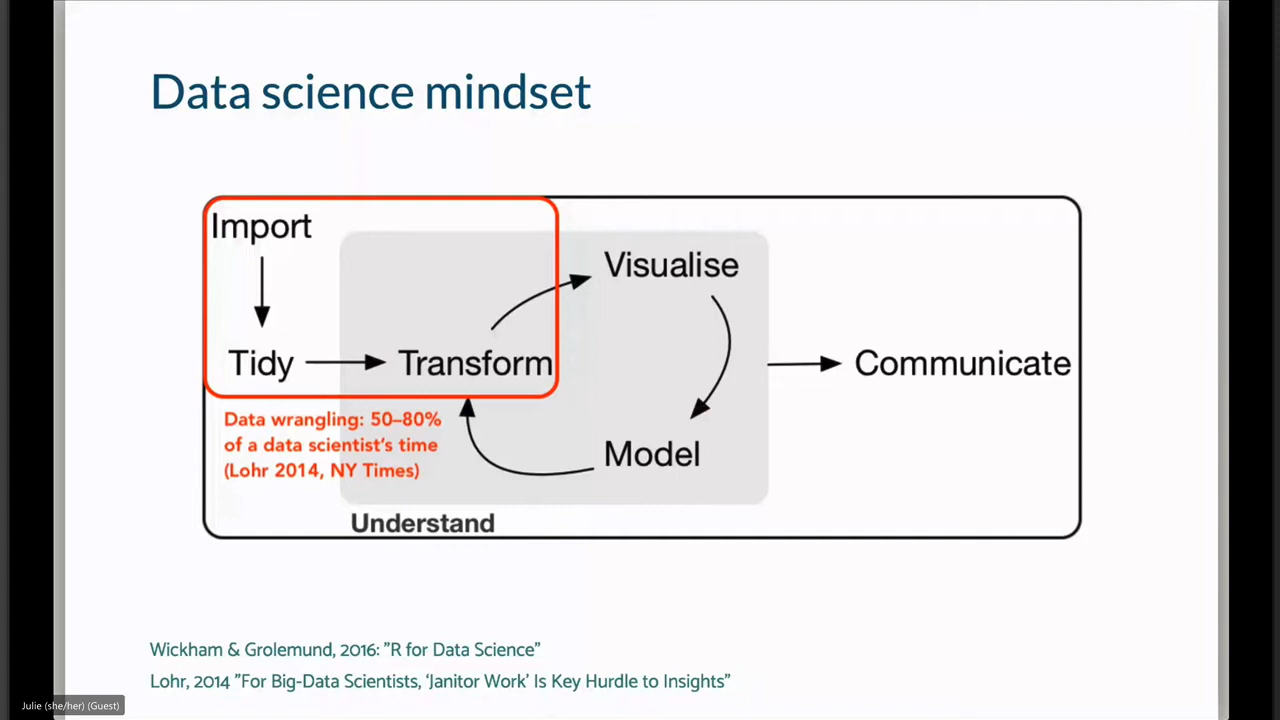 Data science mindset
Import
Visualise
Tidy
Transform
Communicate
Data wrangling: 50–80%
of a data scientist's time
(Lohr 2014, NY Times)
Model
Understand
Wickham & Grolemund, 2016: "R for Data Science"
Lohr, 2014 "For Big-Data Scientists, 'Janitor Work' Is Key Hurdle to Insights"
Julie (she/her) (Guest)